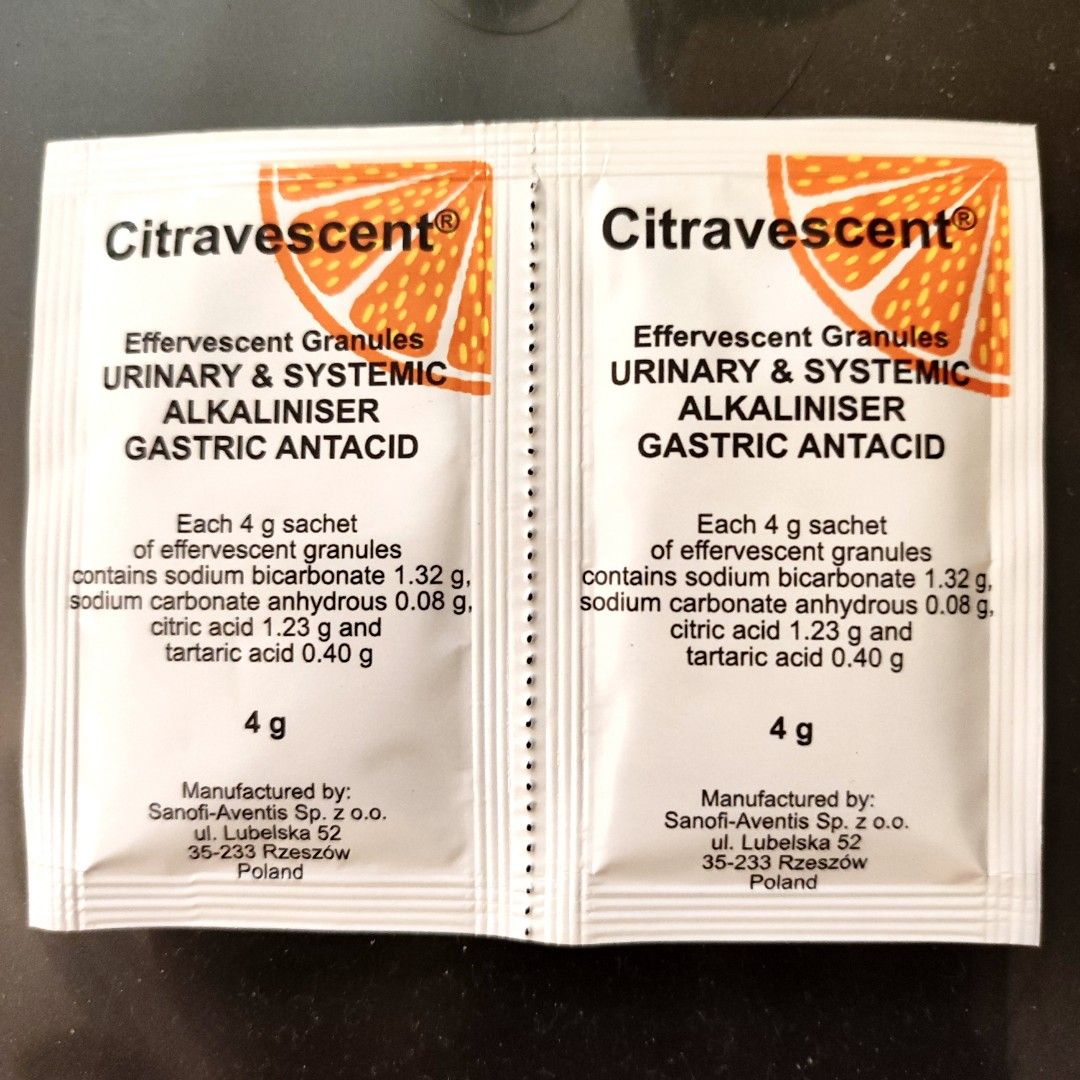 Citravescent®
Effervescent Granules
URINARY & SYSTEMIC
ALKALINISER
GASTRIC ANTACID
Each 4 g sachet
of effervescent granules
contains sodium bicarbonate 1.32 g,
sodium carbonate anhydrous 0.08 g,
citric acid 1.23 g and
tartaric acid 0.40 g
4 g
Manufactured by:
Sanofi-Aventis Sp. z o.o.
ul. Lubelska 52
35-233 Rzeszów
Poland
Citravescent®
Effervescent Granules
URINARY & SYSTEMIC
ALKALINISER
GASTRIC ANTACID
Each 4 g sachet
of effervescent granules
contains sodium bicarbonate 1.32 g,
sodium carbonate anhydrous 0.08 g,
citric acid 1.23 g and
tartaric acid 0.40 g
4 g
Manufactured by:
Sanofi-Aventis Sp. z o.o.
ul. Lubelska 52
35-233 Rzeszów
Poland